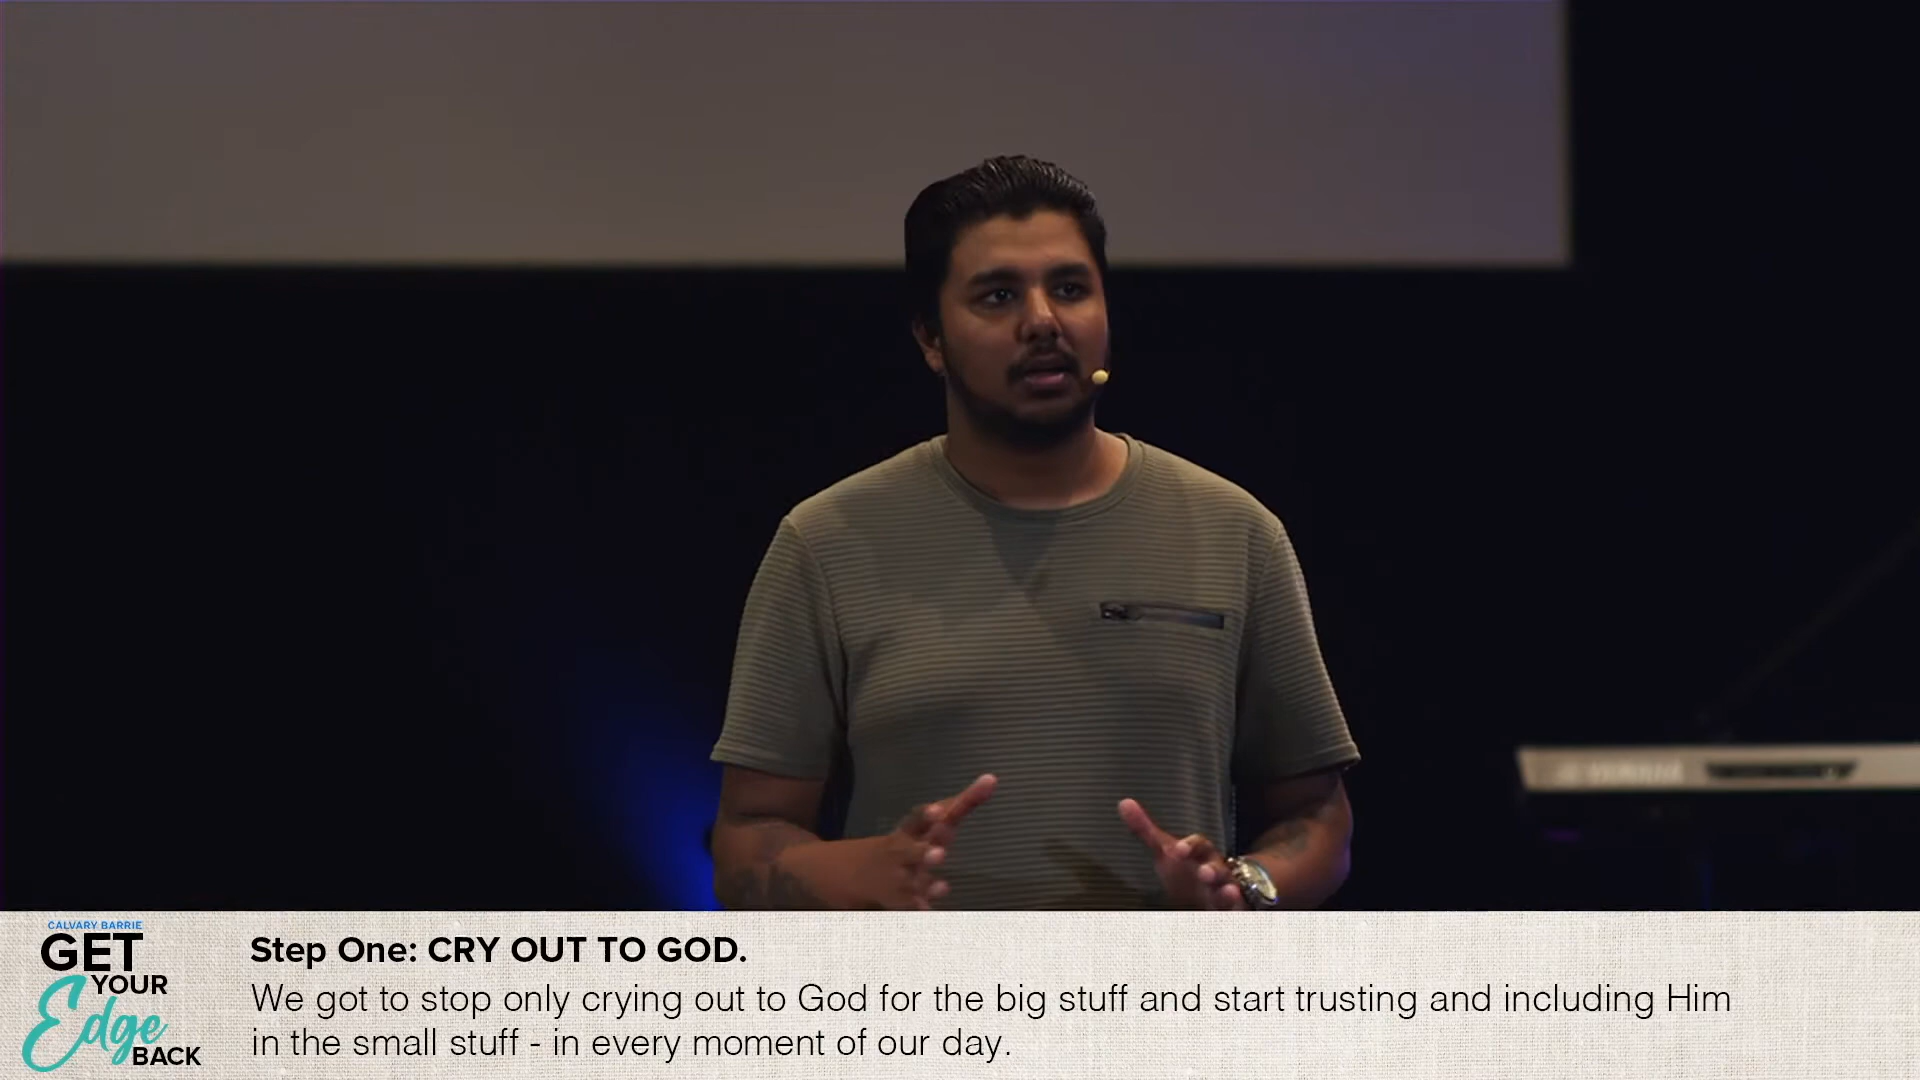 CALVARY BARRIE
GET
YOUR
Edge
BACK
Step One: CRY OUT TO GOD.
We got to stop only crying out to God for the big stuff and start trusting and including Him
in the small stuff - in every moment of our day.
YAMAHA